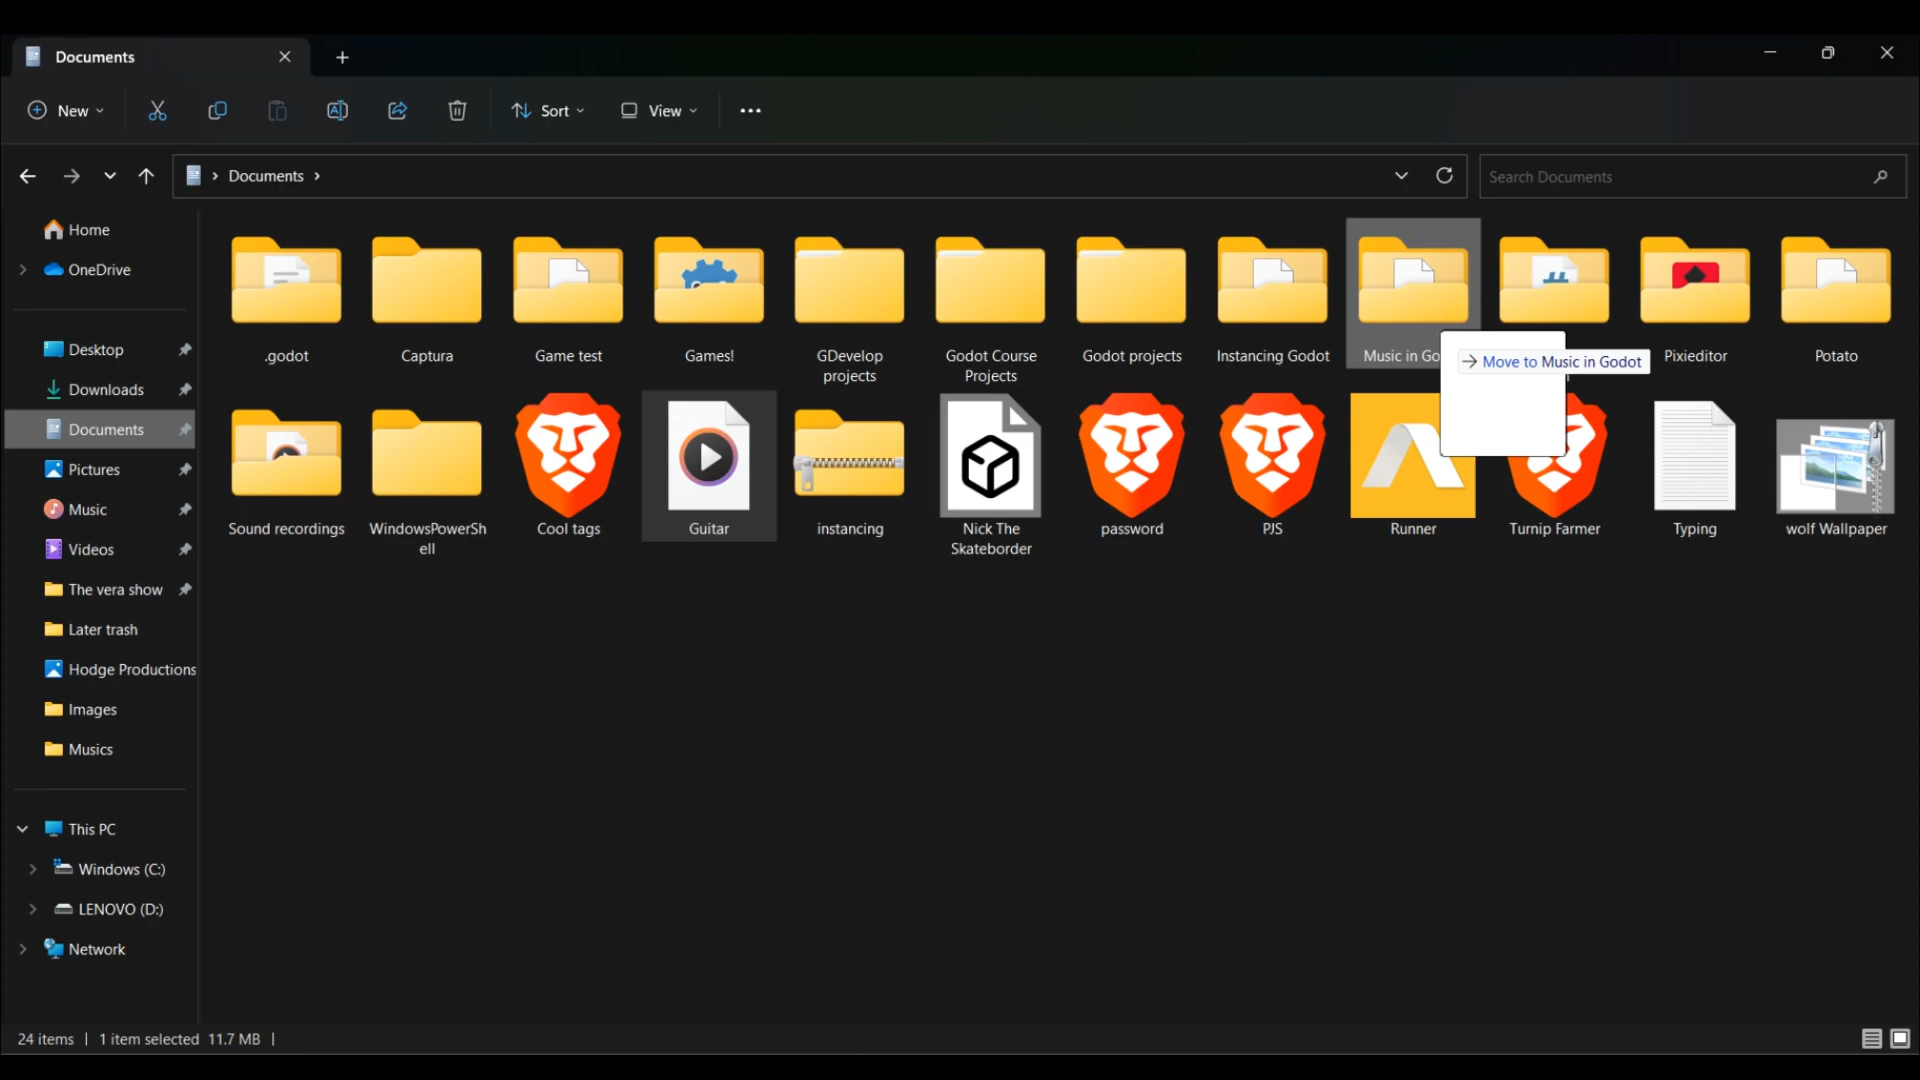 Documents
New
Sort
View
Documents
Search Documents
Home
OneDrive
Desktop
Downloads
Documents
Pictures
Music
Videos
The vera show
Later trash
Hodge Productions
Images
Musics
This PC
Windows (C:)
LENOVO (D:)
Network
.godot
Captura
Game test
Games!
GDevelop
projects
Godot Course
Projects
Godot projects
Instancing Godot
Music in Go
Move to Music in Godot
Pixieditor
Potato
Sound recordings
WindowsPowerSh
ell
Cool tags
Guitar
instancing
Nick The
Skateborder
password
PJS
Runner
Turnip Farmer
Typing
wolf Wallpaper
24 items
1 item selected 11.7 MB